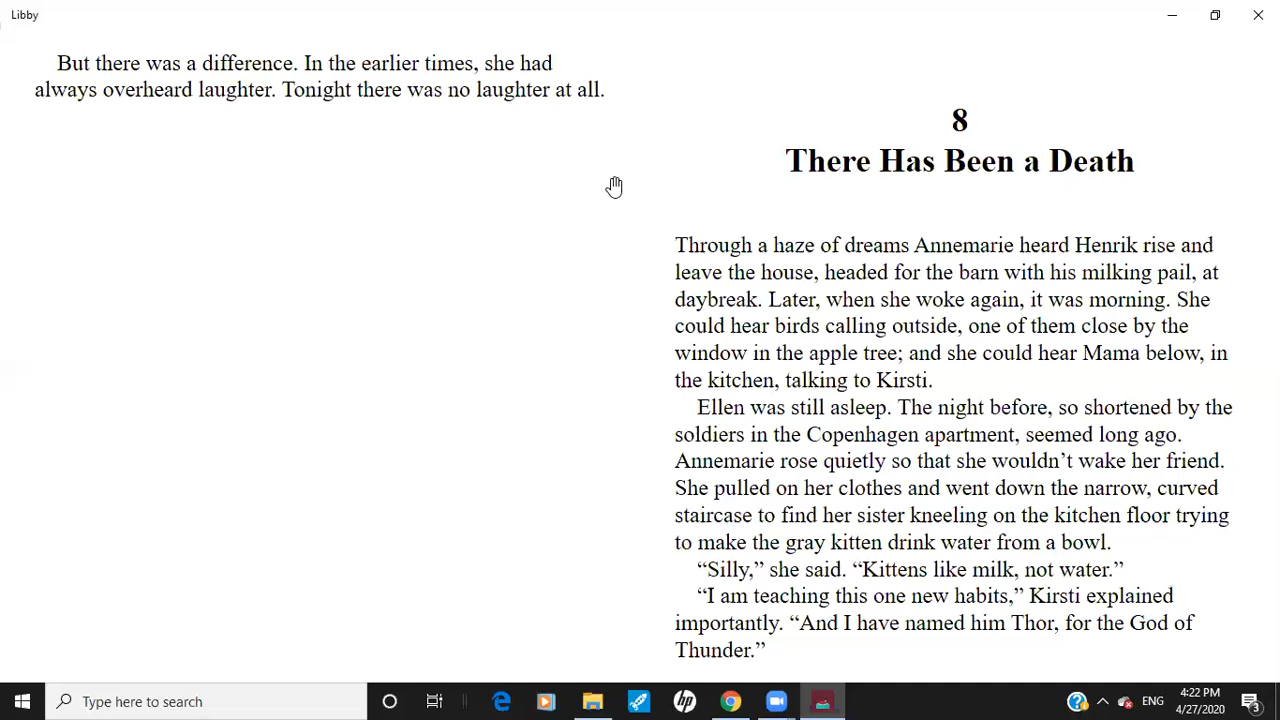 Libby
But there was a difference. In the earlier times, she had
always overheard laughter. Tonight there was no laughter at all.
8
There Has Been a Death
Through a haze of dreams Annemarie heard Henrik rise and
leave the house, headed for the barn with his milking pail, at
daybreak. Later, when she woke again, it was morning. She
could hear birds calling outside, one of them close by the
window in the apple tree; and she could hear Mama below, in
the kitchen, talking to Kirsti.
Ellen was still asleep. The night before, so shortened by the
soldiers in the Copenhagen apartment, seemed long ago.
Annemarie rose quietly so that she wouldn’t wake her friend.
She pulled on her clothes and went down the narrow, curved
staircase to find her sister kneeling on the kitchen floor trying
to make the gray kitten drink water from a bowl.
“Silly,” she said. “Kittens like milk, not water.”
“I am teaching this one new habits,” Kirsti explained
importantly. “And I have named him Thor, for the God of
Thunder.”
Type here to search
hp
ENG
4:22 PM
4/27/2020
3